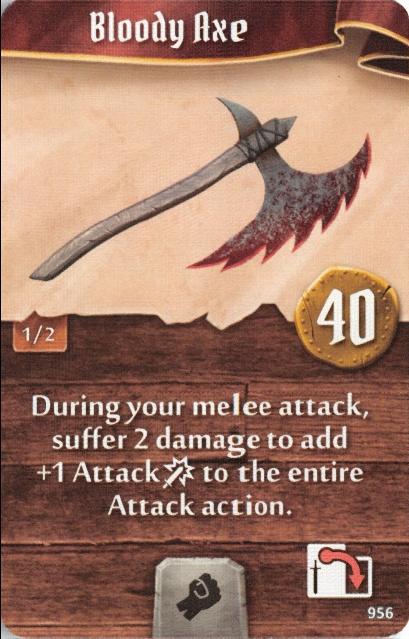 Bloody Axe
1/2
40
During your melee attack,
suffer 2 damage to add
+1 Attack to the entire
Attack action.
956